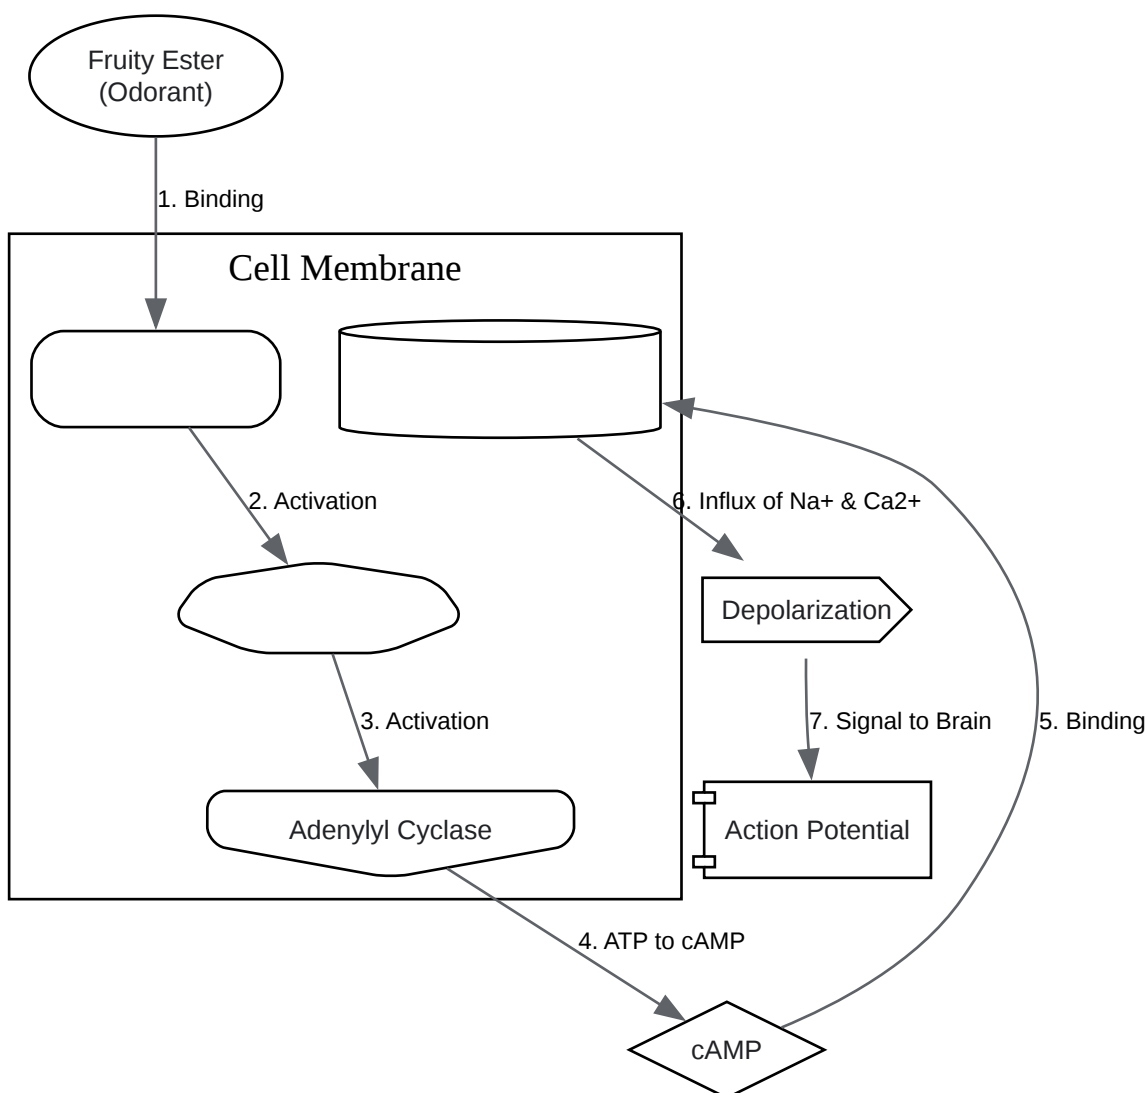 Fruity Ester
(Odorant)
1. Binding
Cell Membrane
2. Activation
6. Influx of Na+ & Ca2+
Depolarization
3. Activation
7. Signal to Brain
5. Binding
Adenylyl Cyclase
Action Potential
4. ATP to cAMP
cAMP